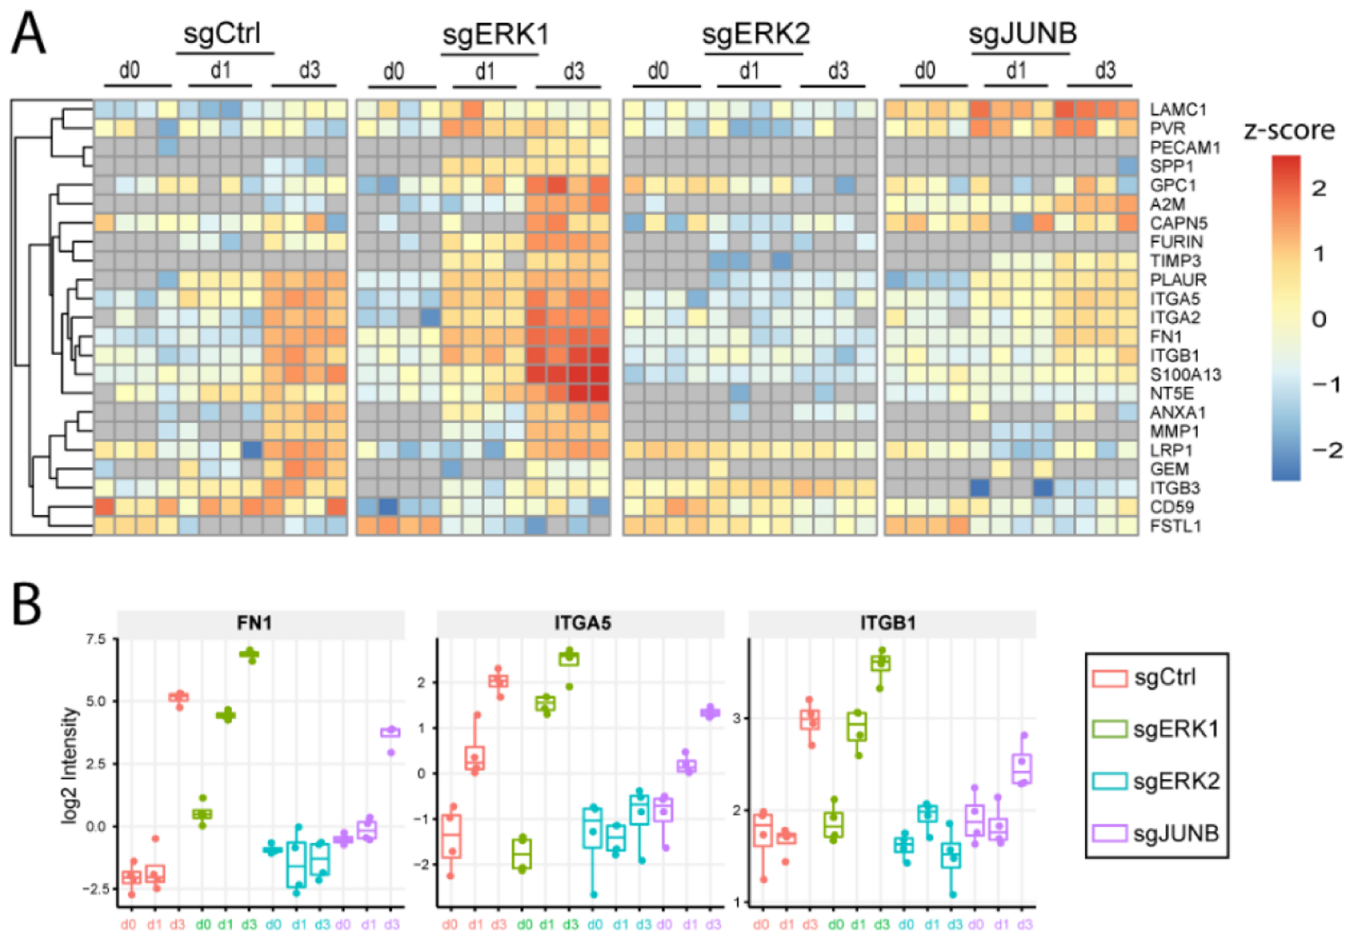 A
sgCtrl sgERK1 sgERK2 sgJUNB
d0 d1 d3 d0 d1 d3 d0 d1 d3 d0 d1 d3
LAMC1
PVR
PECAM1
SPP1
GPC1
A2M
CAPN5
FURIN
TIMP3
PLAUR
ITGA5
ITGA2
FN1
ITGB1
S100A13
NT5E
ANXA1
MMP1
LRP1
GEM
ITGB3
CD59
FSTL1
z-score
2
1
0
−1
−2
B
FN1 ITGA5 ITGB1
log2 Intensity
7.5
5.0
2.5
0.0
−2.5
2
1
0
−1
−2
3
2
1
d0 d1 d3 d0 d1 d3 d0 d1 d3 d0 d1 d3
d0 d1 d3 d0 d1 d3 d0 d1 d3 d0 d1 d3
d0 d1 d3 d0 d1 d3 d0 d1 d3 d0 d1 d3
sgCtrl
sgERK1
sgERK2
sgJUNB